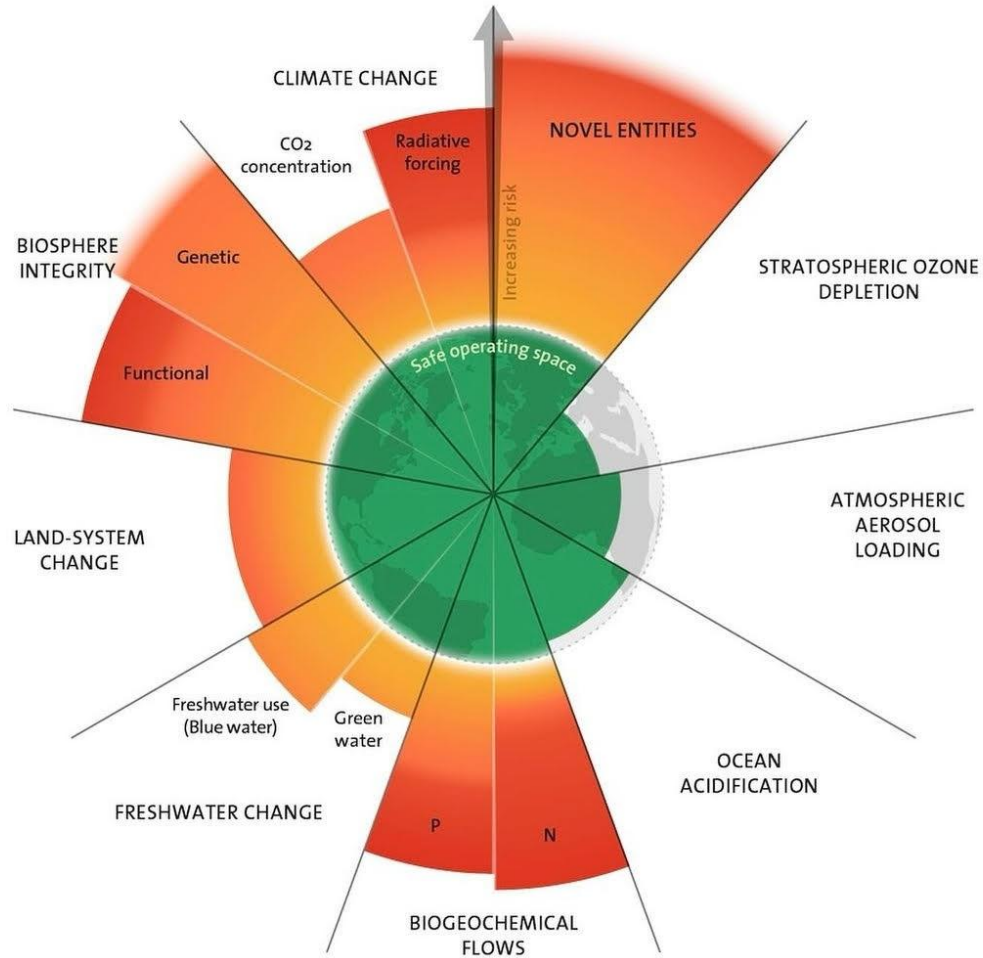 CLIMATE CHANGE
CO2
concentration
Radiative
forcing
NOVEL ENTITIES
Increasing risk
BIOSPHERE
INTEGRITY
Genetic
Functional
STRATOSPHERIC OZONE
DEPLETION
Safe operating space
LAND-SYSTEM
CHANGE
ATMOSPHERIC
AEROSOL
LOADING
Freshwater use
(Blue water)
Green
water
FRESHWATER CHANGE
OCEAN
ACIDIFICATION
P
N
BIOGEOCHEMICAL
FLOWS